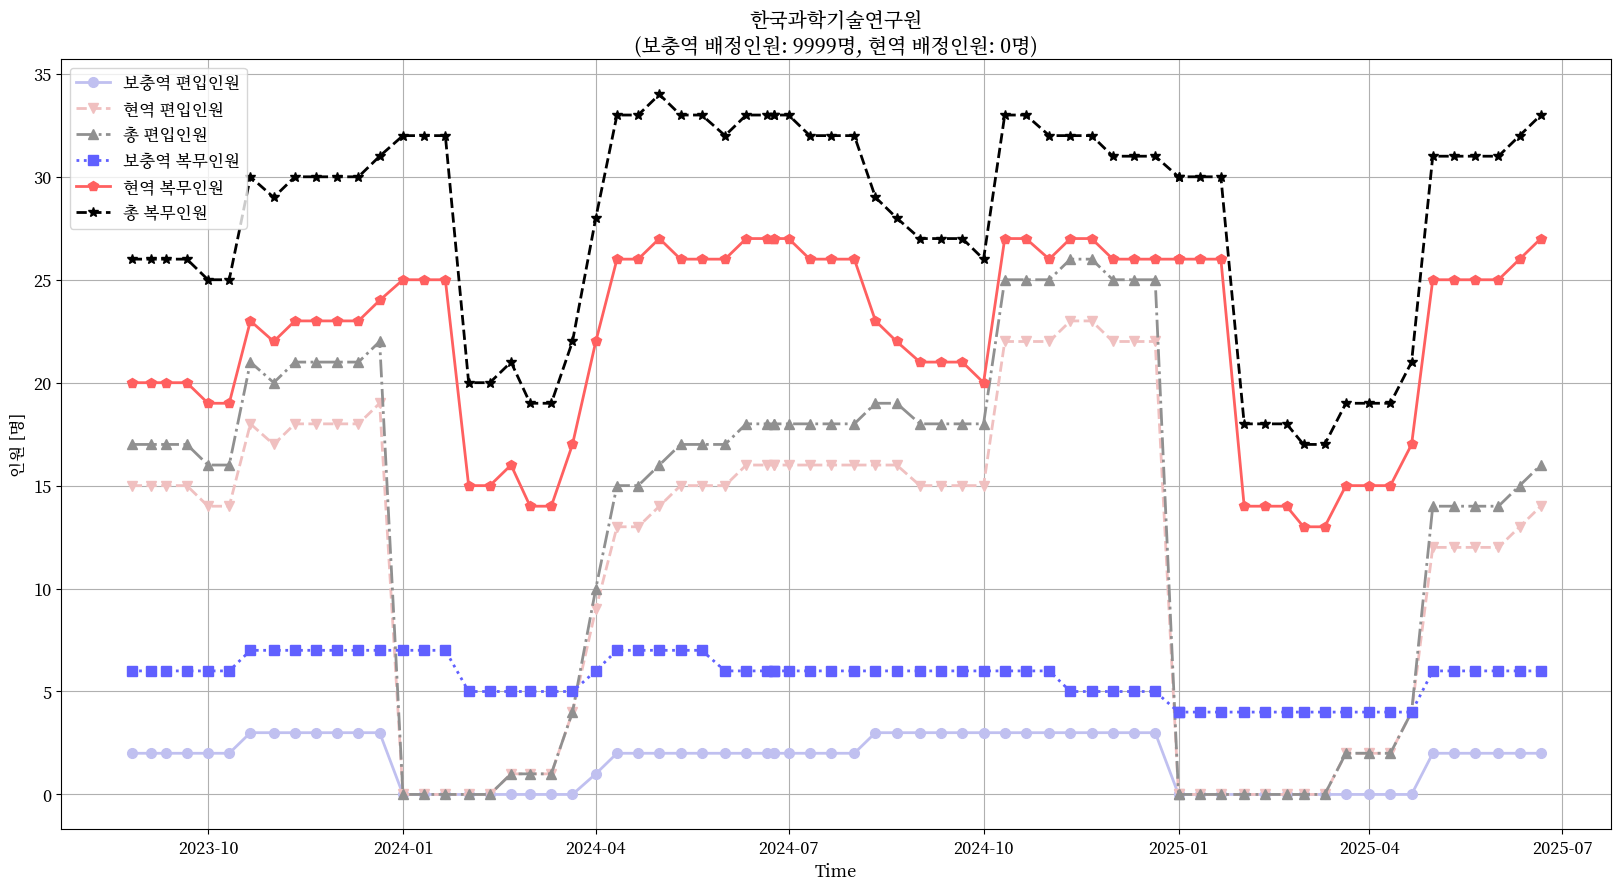 한국과학기술연구원
(보충역 배정인원: 9999명, 현역 배정인원: 0명)
보충역 편입인원
현역 편입인원
총 편입인원
보충역 복무인원
현역 복무인원
총 복무인원
35
30
25
20
15
10
5
0
인원 [명]
2023-10
2024-01
2024-04
2024-07
2024-10
2025-01
2025-04
2025-07
Time